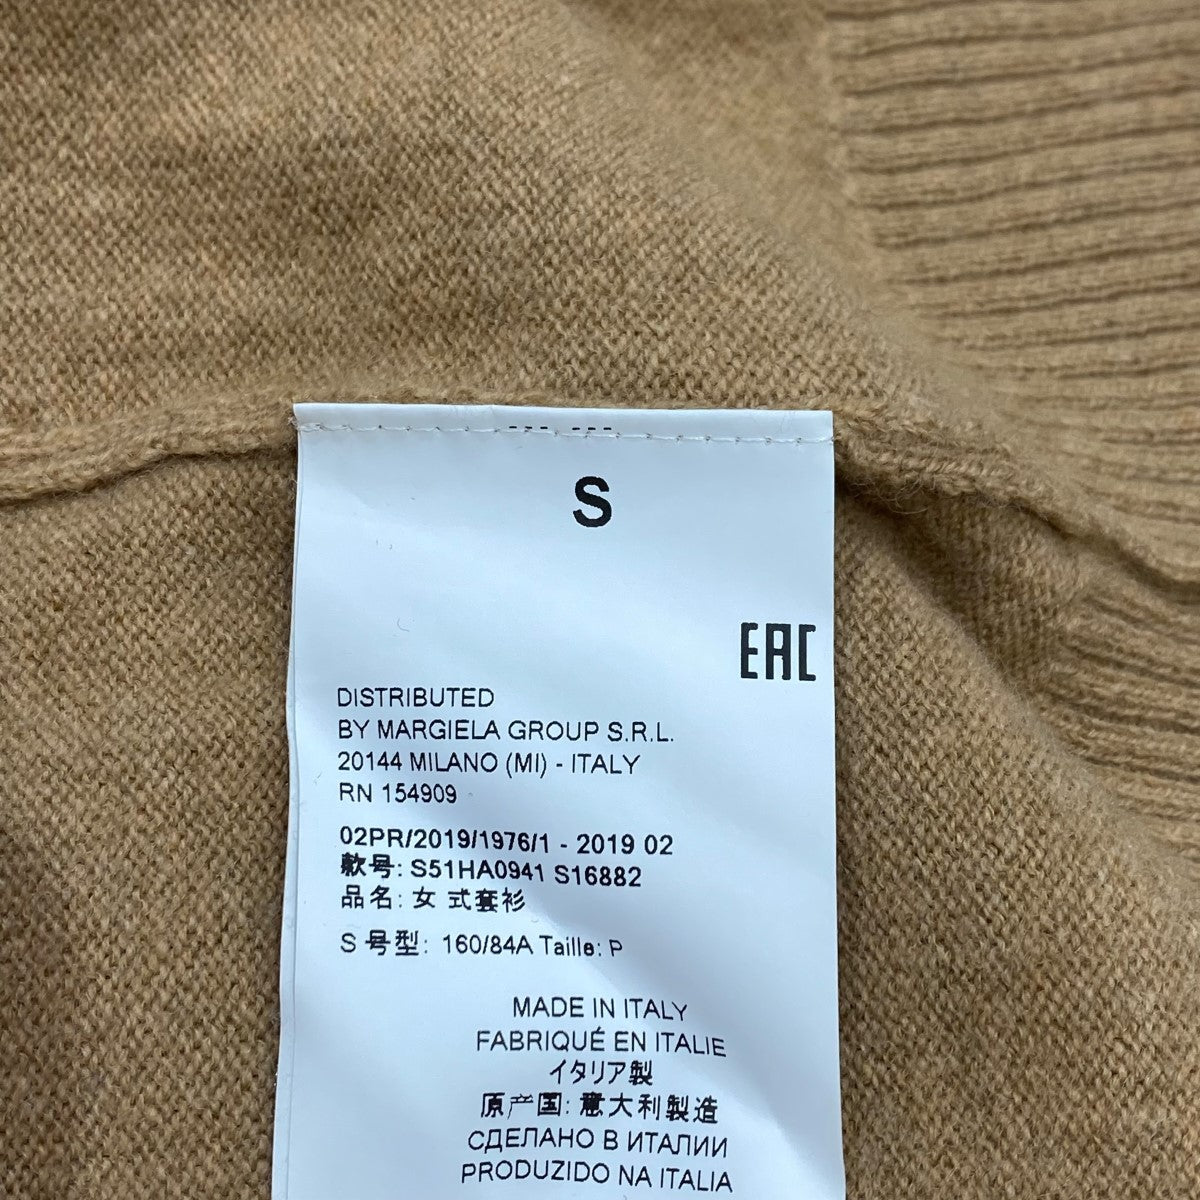 S
EAC
DISTRIBUTED
BY MARGIELA GROUP S.R.L.
20144 MILANO (MI) - ITALY
RN 154909
02PR/2019/1976/1 - 2019 02
款号: S51HA0941 S16882
品名: 女 式套衫
S 号型: 160/84A Taille: P
MADE IN ITALY
FABRIQUÉ EN ITALIE
イタリア製
原产国: 意大利製造
СДЕЛАНО В ИТАЛИИ
PRODUZIDO NA ITALIA